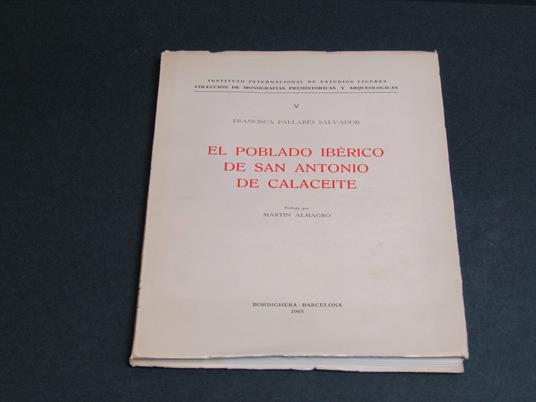 INSTITUTO INTERNACIONAL DE ESTUDIOS LIGURES
COLECCIÓN DE MONOGRAFÍAS PREHISTÓRICAS Y ARQUEOLÓGICAS
V
FRANCISCA PALLARÉS SALVADOR
EL POBLADO IBÉRICO
DE SAN ANTONIO
DE CALACEITE
Prólogo por
MARTIN ALMAGRO
BORDIGHERA - BARCELONA
1965